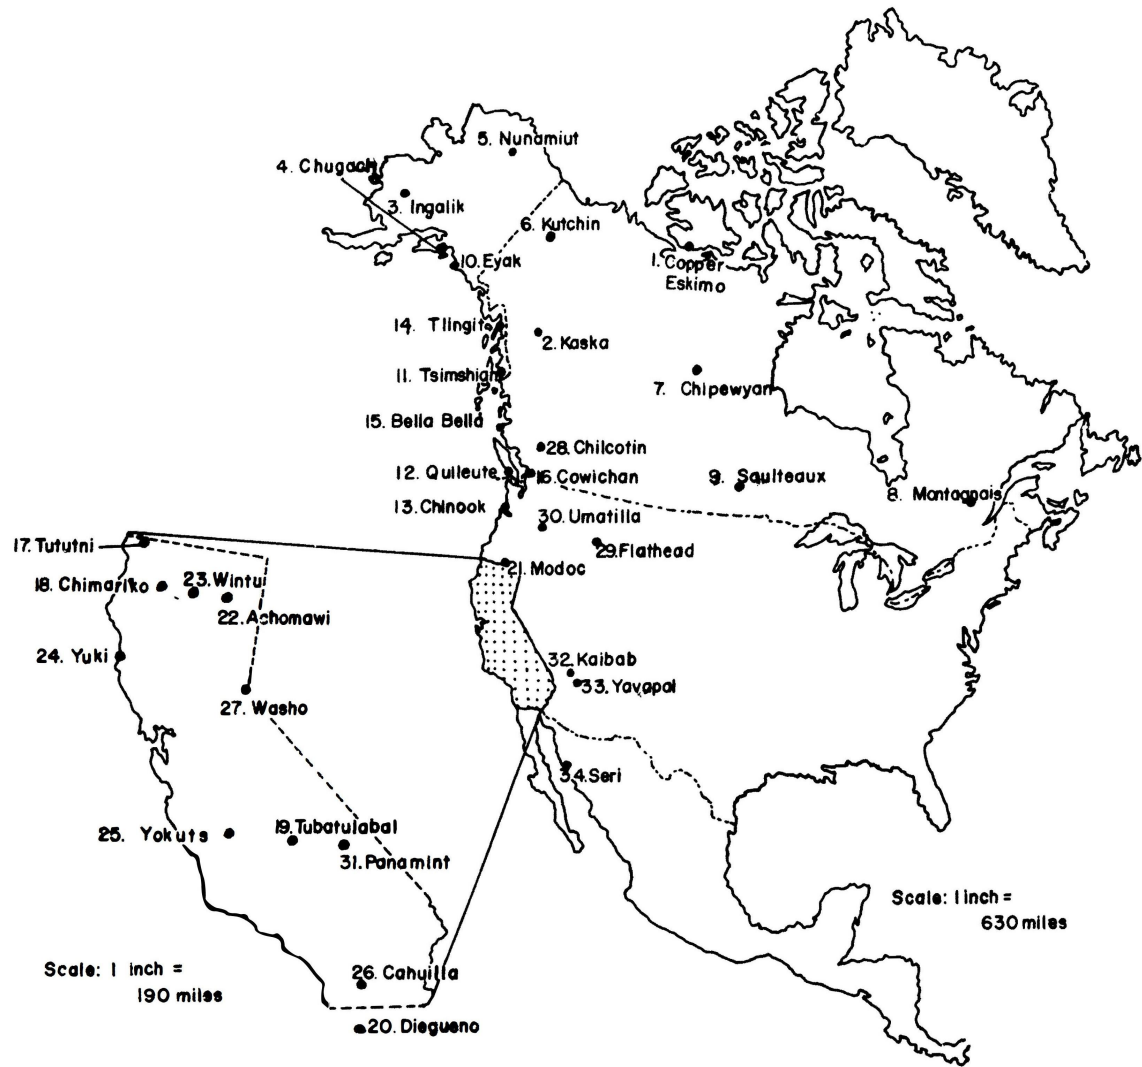 5. Nunamiut
4. Chugach
3. Ingalik
6. Kutchin
10. Eyak
1. Copper
Eskimo
14. Tlingit
2. Kaska
11. Tsimshian
7. Chipewyan
15. Bella Bella
28. Chilcotin
12. Quileute
16. Cowichan
9. Saulteaux
8. Montagnais
13. Chinook
30. Umatilla
17. Tututni
29. Flathead
21. Modoc
18. Chimariko
23. Wintu
22. Achomawi
24. Yuki
32. Kaibab
33. Yavapai
27. Washo
34. Seri
25. Yokuts
19. Tubatulabal
31. Panamint
Scale: 1 inch =
630 miles
26. Cahuilla
Scale: 1 inch =
190 miles
20. Diegueno